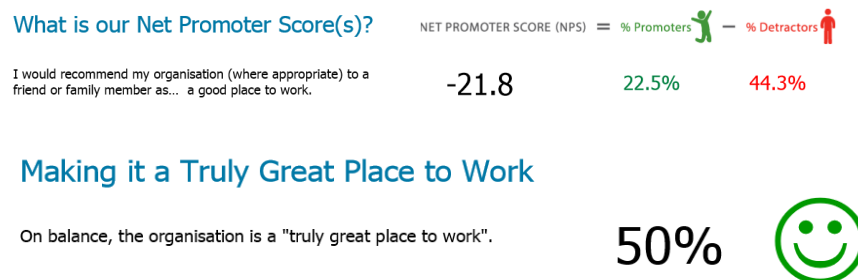 What is our Net Promoter Score(s)?
NET PROMOTER SCORE (NPS) = % Promoters − % Detractors
I would recommend my organisation (where appropriate) to a
friend or family member as... a good place to work.
-21.8 22.5% 44.3%
Making it a Truly Great Place to Work
On balance, the organisation is a "truly great place to work".
50%